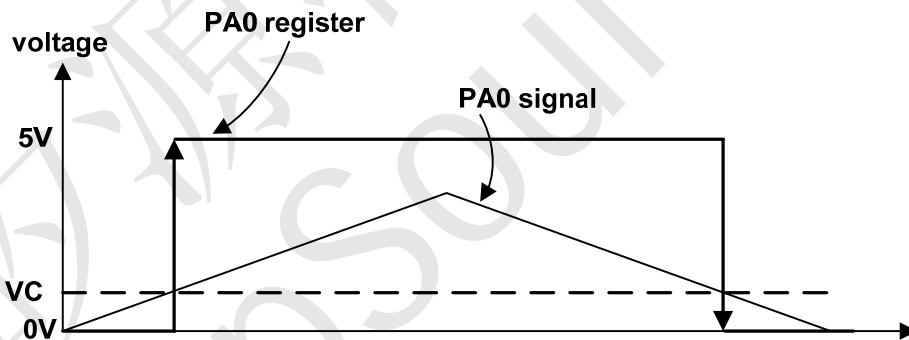 PA0 register
voltage
PA0 signal
5V
VC
0V